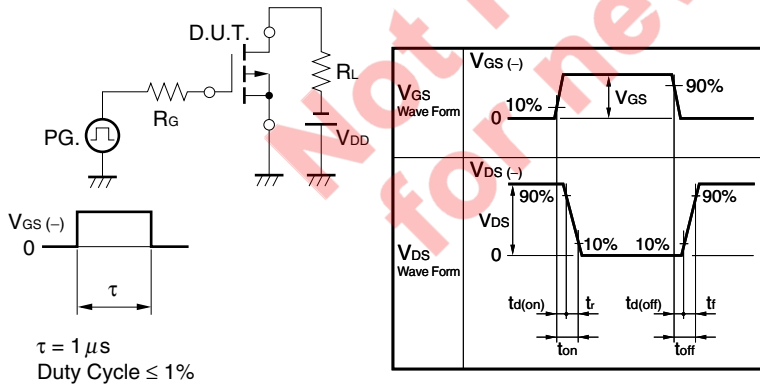 Not r
for nev
D.U.T.
RL
RG
PG.
VDD
VGS (−)
0
τ
τ = 1 μs
Duty Cycle ≤ 1%
VGS
Wave Form
VGS (−)
10%
VGS
90%
0
VDS
Wave Form
VDS (−)
90%
VDS
10%
10%
90%
0
td(on)
tr
td(off)
tf
ton
toff